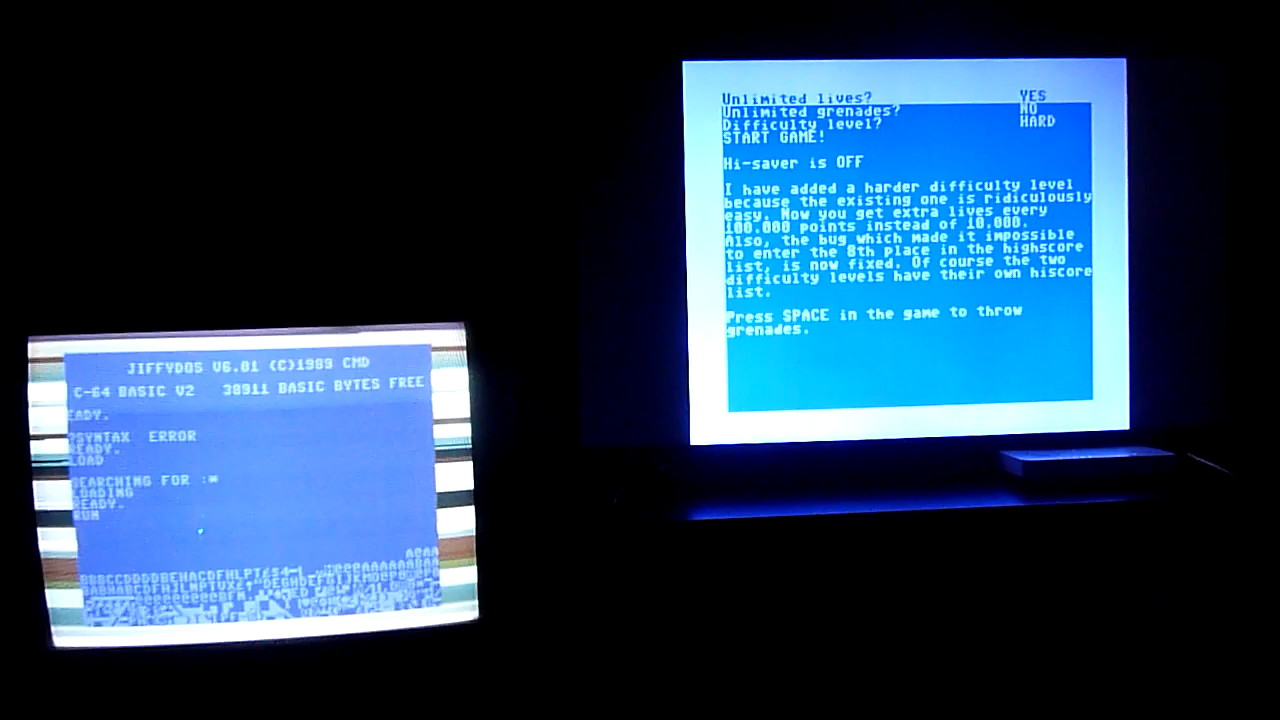 JIFFYDOS V6.01 (C)1989 CMD
C-64 BASIC V2 38911 BASIC BYTES FREE
EADY.
?SYNTAX ERROR
READY.
LOAD
SEARCHING FOR :*
LOADING
READY.
RUN
Unlimited lives? YES
Unlimited grenades? NO
Difficulty level? HARD
START GAME!
Hi-saver is OFF
I have added a harder difficulty level
because the existing one is ridiculously
easy. Now you get extra lives every
100.000 points instead of 10.000.
Also, the bug which made it impossible
to enter the 8th place in the highscore
list, is now fixed. Of course the two
difficulty levels have their own hiscore
list.
Press SPACE in the game to throw
grenades.